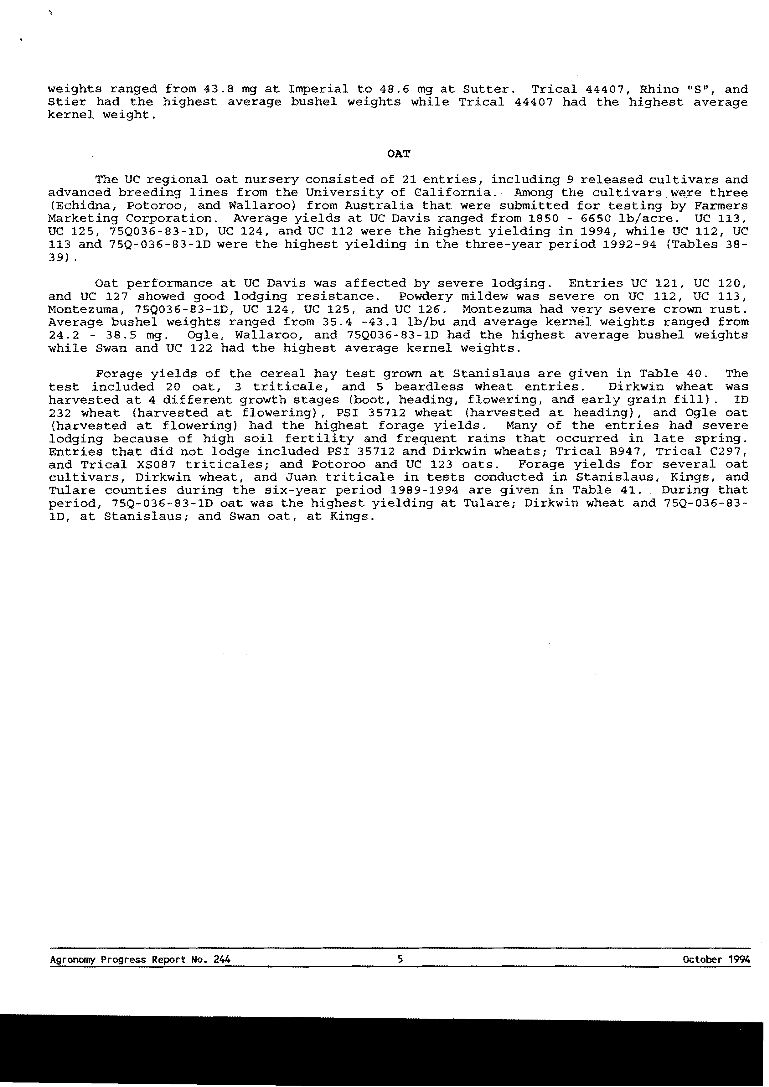 weights ranged from 43.8 mg at Imperial to 48.6 mg at Sutter. Trical 44407, Rhino "S", and
Stier had the highest average bushel weights while Trical 44407 had the highest average
kernel weight.
OAT
The UC regional oat nursery consisted of 21 entries, including 9 released cultivars and
advanced breeding lines from the University of California. Among the cultivars were three
(Echidna, Potoroo, and Wallaroo) from Australia that were submitted for testing by Farmers
Marketing Corporation. Average yields at UC Davis ranged from 1850 - 6650 lb/acre. UC 113,
UC 125, 75Q036-83-1D, UC 124, and UC 112 were the highest yielding in 1994, while UC 112, UC
113 and 75Q-036-83-1D were the highest yielding in the three-year period 1992-94 (Tables 38-
39).
Oat performance at UC Davis was affected by severe lodging. Entries UC 121, UC 120,
and UC 127 showed good lodging resistance. Powdery mildew was severe on UC 112, UC 113,
Montezuma, 75Q036-83-1D, UC 124, UC 125, and UC 126. Montezuma had very severe crown rust.
Average bushel weights ranged from 35.4 -43.1 lb/bu and average kernel weights ranged from
24.2 - 38.5 mg. Ogle, Wallaroo, and 75Q036-83-1D had the highest average bushel weights
while Swan and UC 122 had the highest average kernel weights.
Forage yields of the cereal hay test grown at Stanislaus are given in Table 40. The
test included 20 oat, 3 triticale, and 5 beardless wheat entries. Dirkwin wheat was
harvested at 4 different growth stages (boot, heading, flowering, and early grain fill). ID
232 wheat (harvested at flowering), PSI 35712 wheat (harvested at heading), and Ogle oat
(harvested at flowering) had the highest forage yields. Many of the entries had severe
lodging because of high soil fertility and frequent rains that occurred in late spring.
Entries that did not lodge included PSI 35712 and Dirkwin wheats; Trical B947, Trical C297,
and Trical XS087 triticales; and Potoroo and UC 123 oats. Forage yields for several oat
cultivars, Dirkwin wheat, and Juan triticale in tests conducted in Stanislaus, Kings, and
Tulare counties during the six-year period 1989-1994 are given in Table 41. During that
period, 75Q-036-83-1D oat was the highest yielding at Tulare; Dirkwin wheat and 75Q-036-83-
1D, at Stanislaus; and Swan oat, at Kings.
Agronomy Progress Report No. 244 5 October 1994